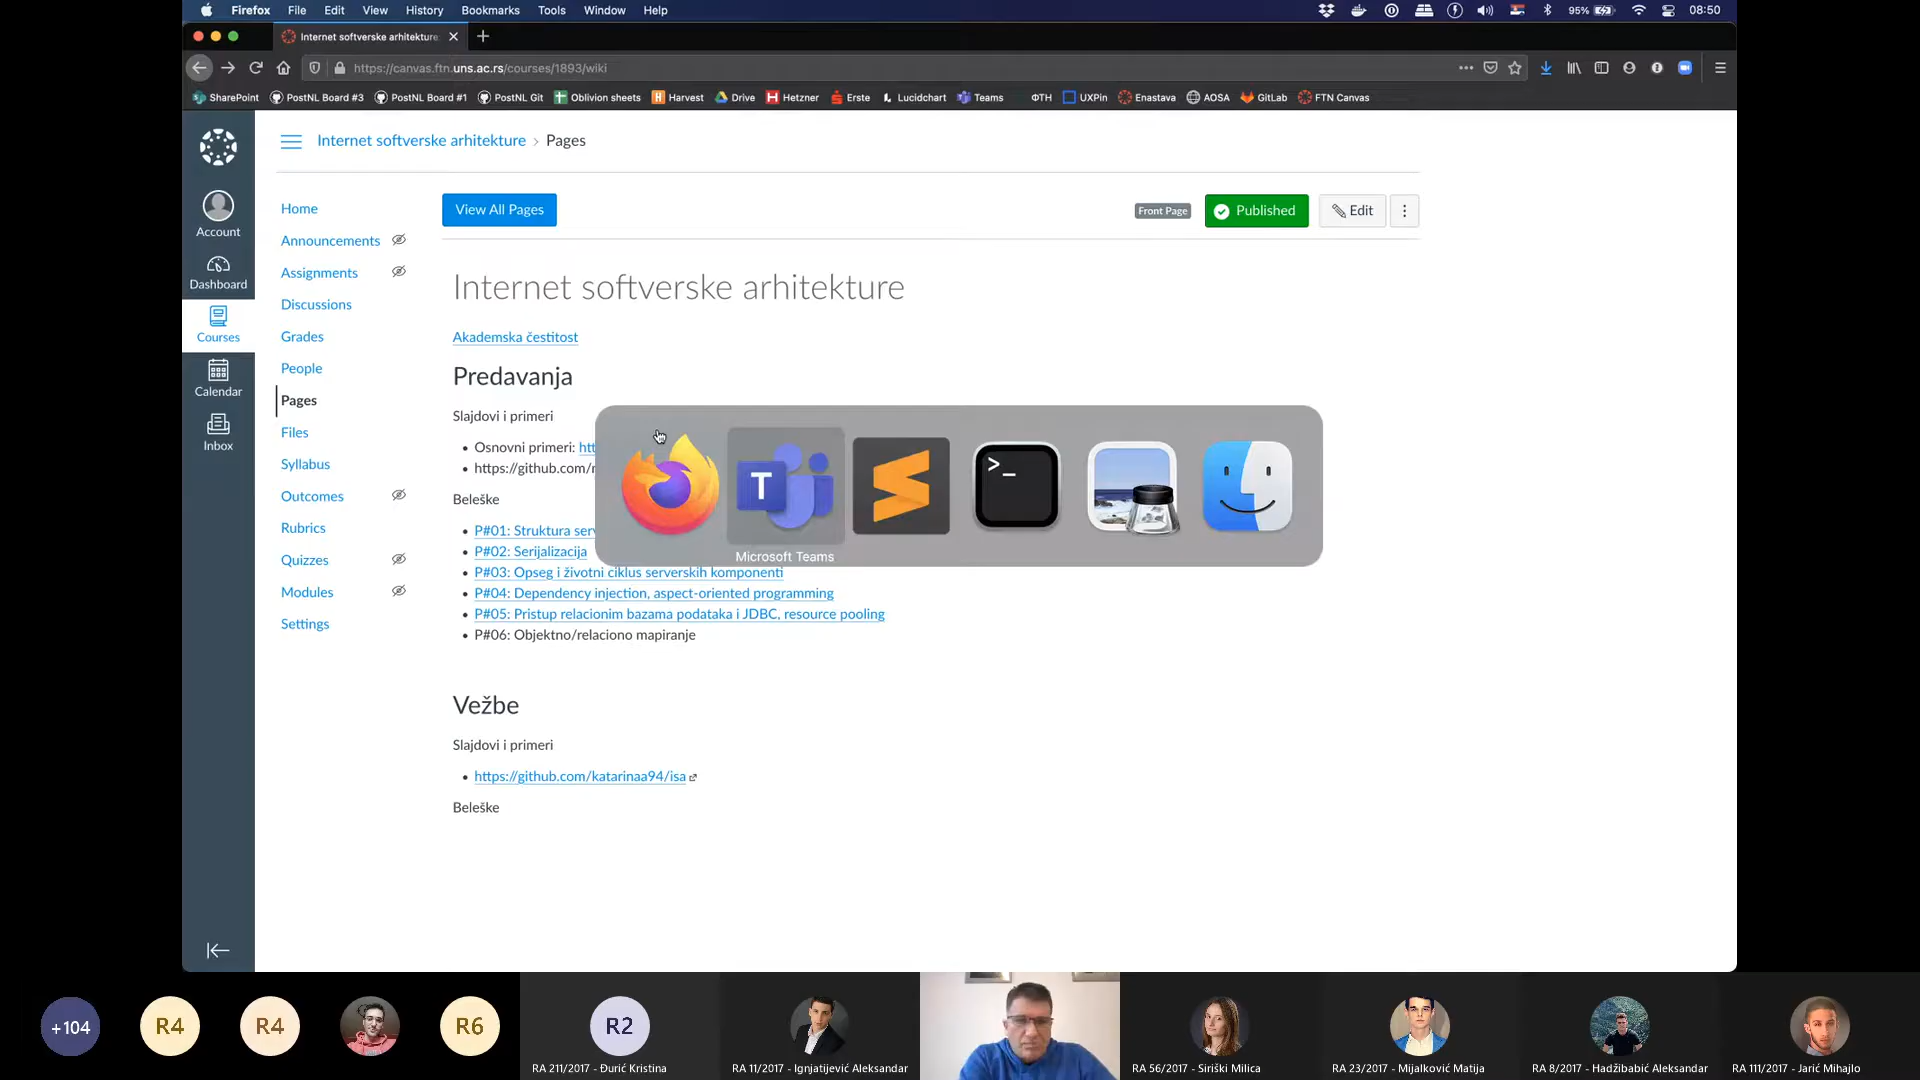 Firefox File Edit View History Bookmarks Tools Window Help
95% 08:50
Internet softverske arhitekture
https://canvas.ftn.uns.ac.rs/courses/1893/wiki
SharePoint PostNL Board #3 PostNL Board #1 PostNL Git Oblivion sheets Harvest Drive Hetzner Erste Lucidchart Teams ФТН UXPin Enastava AOSA GitLab FTN Canvas
Internet softverske arhitekture › Pages
Account
Dashboard
Courses
Calendar
Inbox
Home
Announcements
Assignments
Discussions
Grades
People
Pages
Files
Syllabus
Outcomes
Rubrics
Quizzes
Modules
Settings
View All Pages
Front Page
Published
Edit
Internet softverske arhitekture
Akademska čestitost
Predavanja
Slajdovi i primeri
Osnovni primeri:
https://github.com/
Beleške
P#01: Struktura
P#02: Serijalizacija
P#03: Opseg i životni ciklus serverskih komponenti
P#04: Dependency injection, aspect-oriented programming
P#05: Pristup relacionim bazama podataka i JDBC, resource pooling
P#06: Objektno/relaciono mapiranje
T
>_
Microsoft Teams
Vežbe
Slajdovi i primeri
https://github.com/katarinaa94/isa
Beleške
+104
R4
R4
R6
R2
RA 211/2017 - Đurić Kristina
RA 11/2017 - Ignjatijević Aleksandar
RA 56/2017 - Siriški Milica
RA 23/2017 - Mijalković Matija
RA 8/2017 - Hadžibabić Aleksandar
RA 111/2017 - Jarić Mihajlo